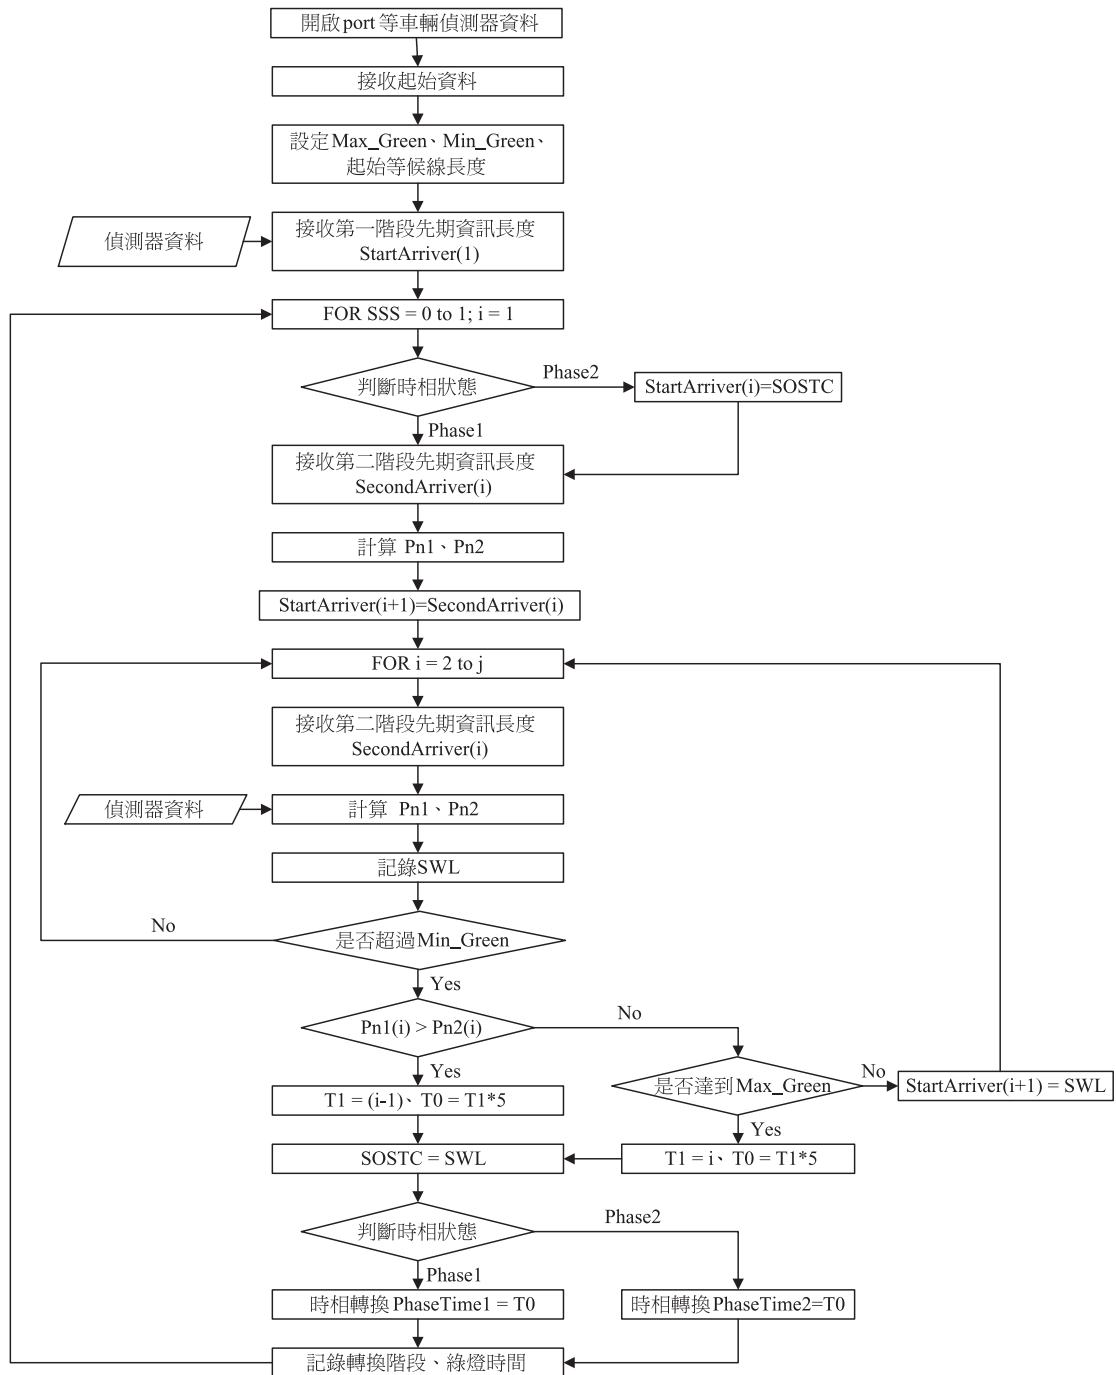 開啟port等車輛偵測器資料
接收起始資料
設定Max_Green、Min_Green、
起始等候線長度
偵測器資料
接收第一階段先期資訊長度
StartArriver(1)
FOR SSS = 0 to 1; i = 1
判斷時相狀態
Phase2
StartArriver(i)=SOSTC
Phase1
接收第二階段先期資訊長度
SecondArriver(i)
計算 Pn1、Pn2
StartArriver(i+1)=SecondArriver(i)
FOR i = 2 to j
接收第二階段先期資訊長度
SecondArriver(i)
偵測器資料
計算 Pn1、Pn2
記錄SWL
No
是否超過Min_Green
Yes
Pn1(i) > Pn2(i)
No
Yes
是否達到Max_Green
No
StartArriver(i+1) = SWL
T1 = (i-1)、T0 = T1*5
Yes
SOSTC = SWL
T1 = i、T0 = T1*5
判斷時相狀態
Phase2
Phase1
時相轉換PhaseTime1 = T0
時相轉換PhaseTime2=T0
記錄轉換階段、綠燈時間